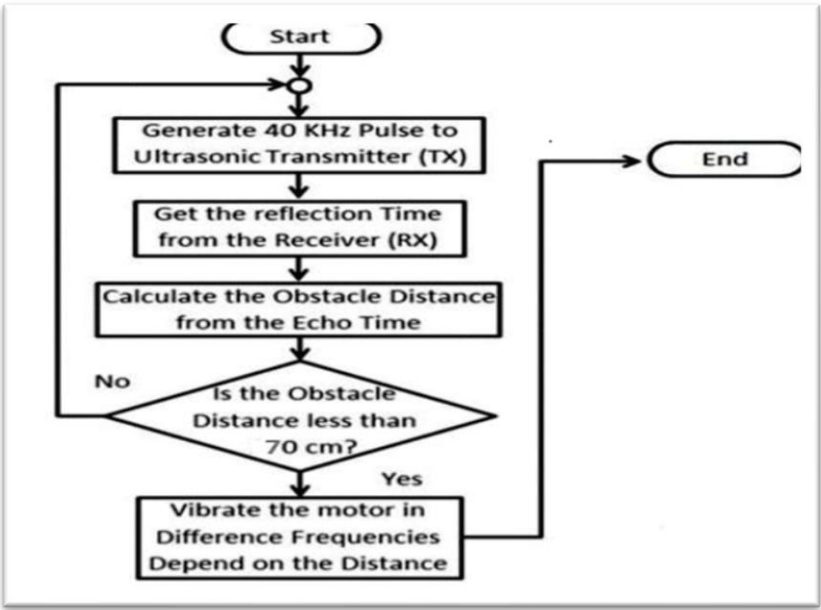 Start
Generate 40 KHz Pulse to
Ultrasonic Transmitter (TX)
End
Get the reflection Time
from the Receiver (RX)
Calculate the Obstacle Distance
from the Echo Time
No
Is the Obstacle
Distance less than
70 cm?
Yes
Vibrate the motor in
Difference Frequencies
Depend on the Distance